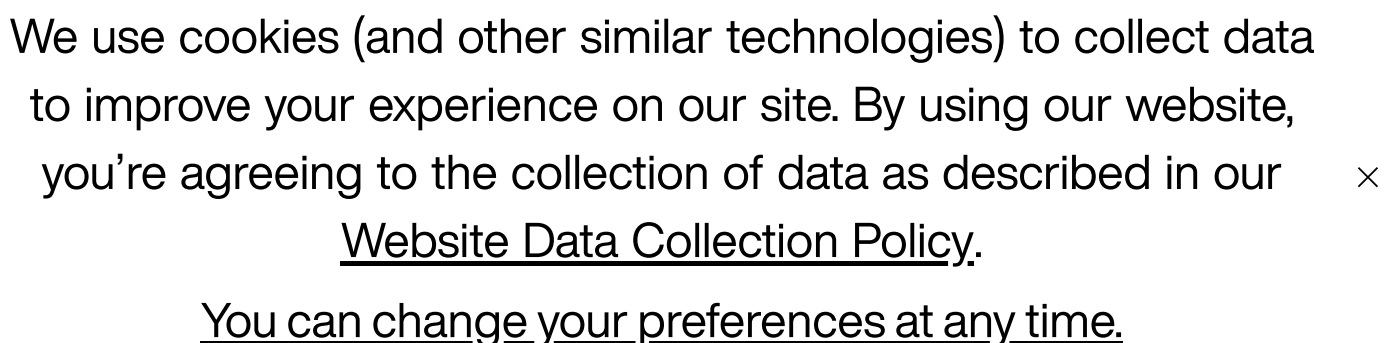 We use cookies (and other similar technologies) to collect data
to improve your experience on our site. By using our website,
you’re agreeing to the collection of data as described in our
Website Data Collection Policy.
You can change your preferences at any time.